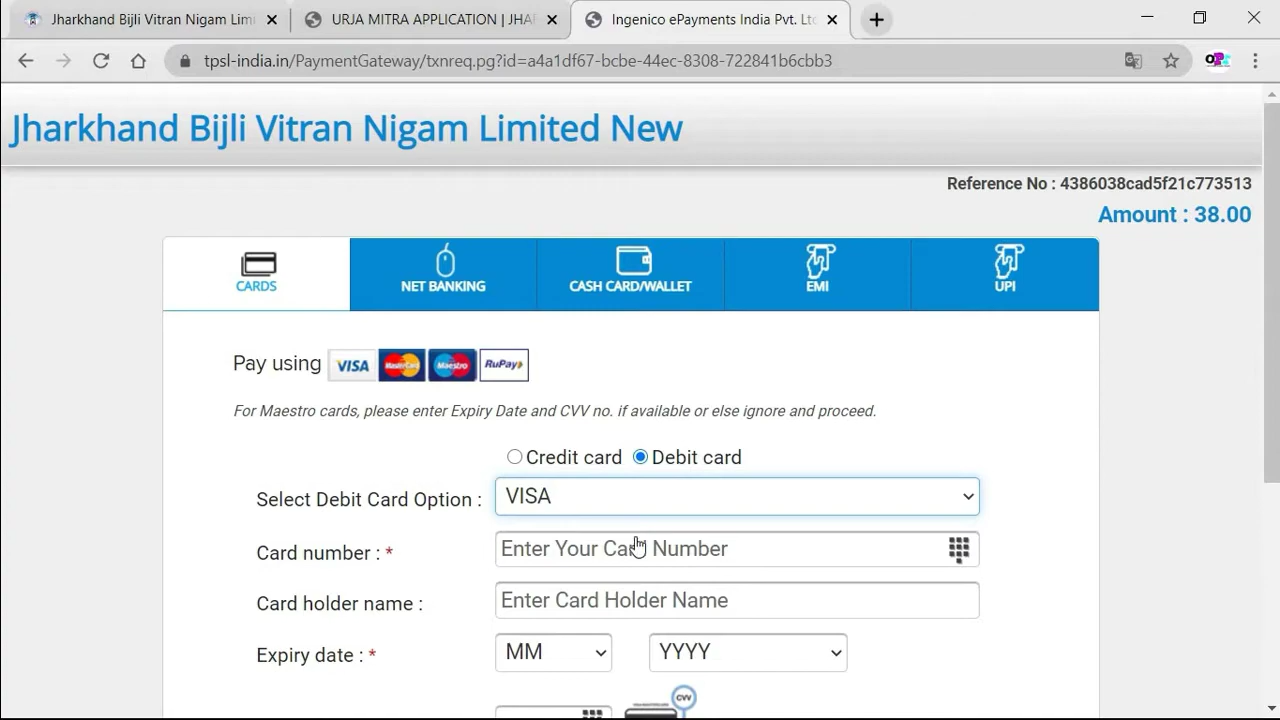 Jharkhand Bijli Vitran Nigam Limi
URJA MITRA APPLICATION | JHA
Ingenico ePayments India Pvt. Ltd
tpsl-india.in/PaymentGateway/txnreq.pg?id=a4a1df67-bcbe-44ec-8308-722841b6cbb3
Jharkhand Bijli Vitran Nigam Limited New
Reference No : 4386038cad5f21c773513
Amount : 38.00
CARDS
NET BANKING
CASH CARD/WALLET
EMI
UPI
Pay using VISA MasterCard Maestro RuPay
For Maestro cards, please enter Expiry Date and CVV no. if available or else ignore and proceed.
Credit card Debit card
Select Debit Card Option : VISA
Card number : * Enter Your Card Number
Card holder name : Enter Card Holder Name
Expiry date : * MM YYYY
CVV